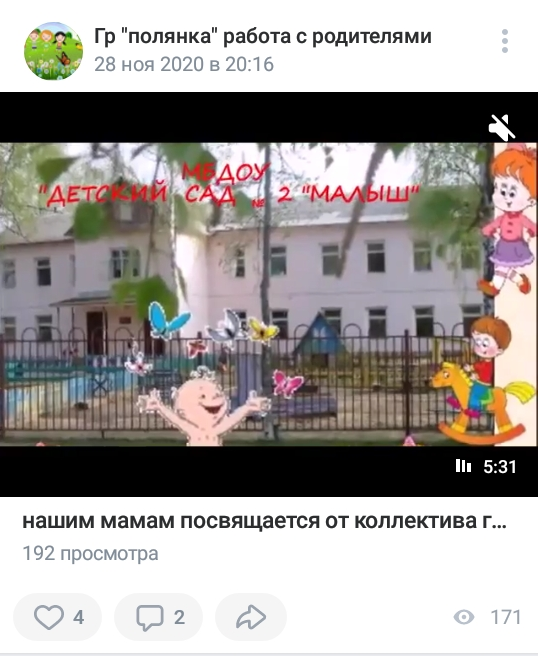 Гр "полянка" работа с родителями
28 ноя 2020 в 20:16
МБДОУ
"ДЕТСКИЙ САД № 2 "МАЛЫШ"
5:31
нашим мамам посвящается от коллектива г...
192 просмотра
4
2
171